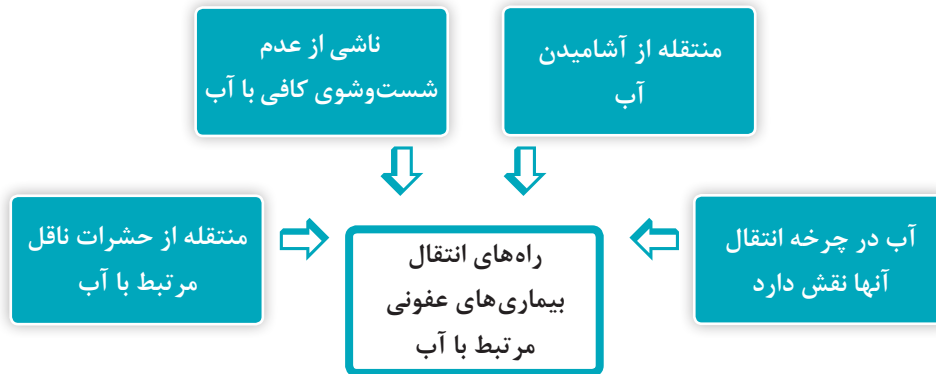 منتقله از آشامیدن
آب
ناشی از عدم
شست‌وشوی کافی با آب
آب در چرخه انتقال
آنها نقش دارد
منتقله از حشرات ناقل
مرتبط با آب
راه‌های انتقال
بیماری‌های عفونی
مرتبط با آب